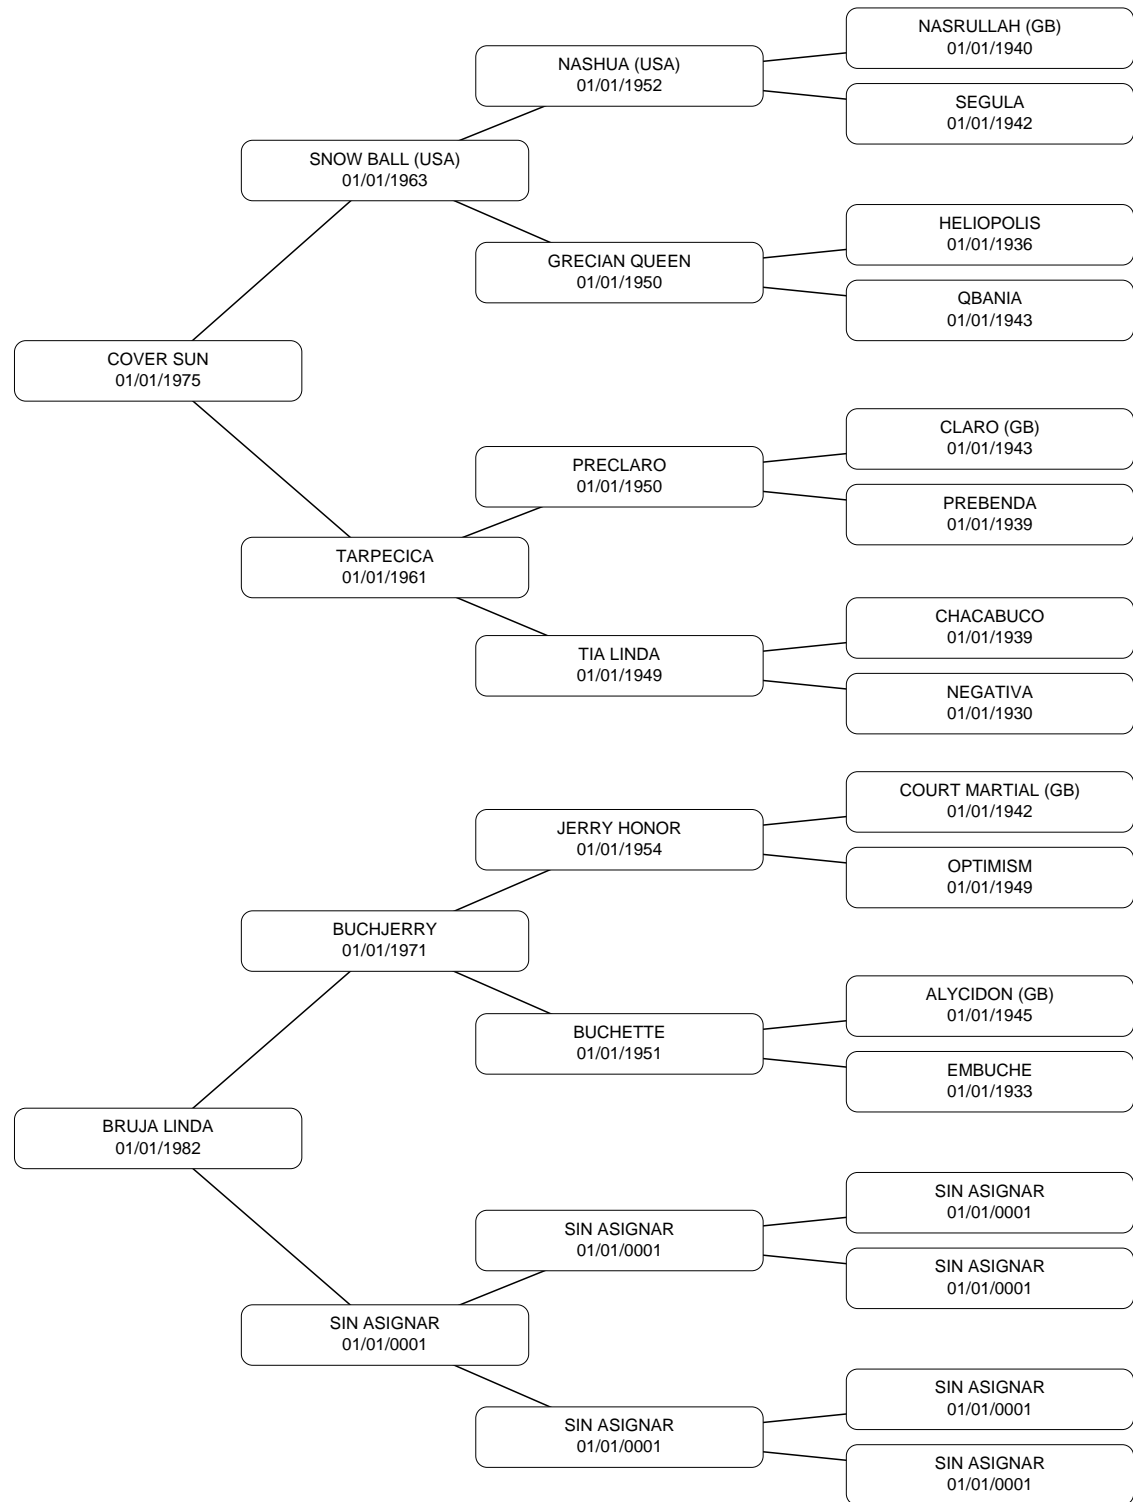 NASRULLAH (GB)
01/01/1940
NASHUA (USA)
01/01/1952
SEGULA
01/01/1942
SNOW BALL (USA)
01/01/1963
HELIOPOLIS
01/01/1936
GRECIAN QUEEN
01/01/1950
QBANIA
01/01/1943
COVER SUN
01/01/1975
CLARO (GB)
01/01/1943
PRECLARO
01/01/1950
PREBENDA
01/01/1939
TARPECICA
01/01/1961
CHACABUCO
01/01/1939
TIA LINDA
01/01/1949
NEGATIVA
01/01/1930
COURT MARTIAL (GB)
01/01/1942
JERRY HONOR
01/01/1954
OPTIMISM
01/01/1949
BUCHJERRY
01/01/1971
ALYCIDON (GB)
01/01/1945
BUCHETTE
01/01/1951
EMBUCHE
01/01/1933
BRUJA LINDA
01/01/1982
SIN ASIGNAR
01/01/0001
SIN ASIGNAR
01/01/0001
SIN ASIGNAR
01/01/0001
SIN ASIGNAR
01/01/0001
SIN ASIGNAR
01/01/0001
SIN ASIGNAR
01/01/0001
SIN ASIGNAR
01/01/0001